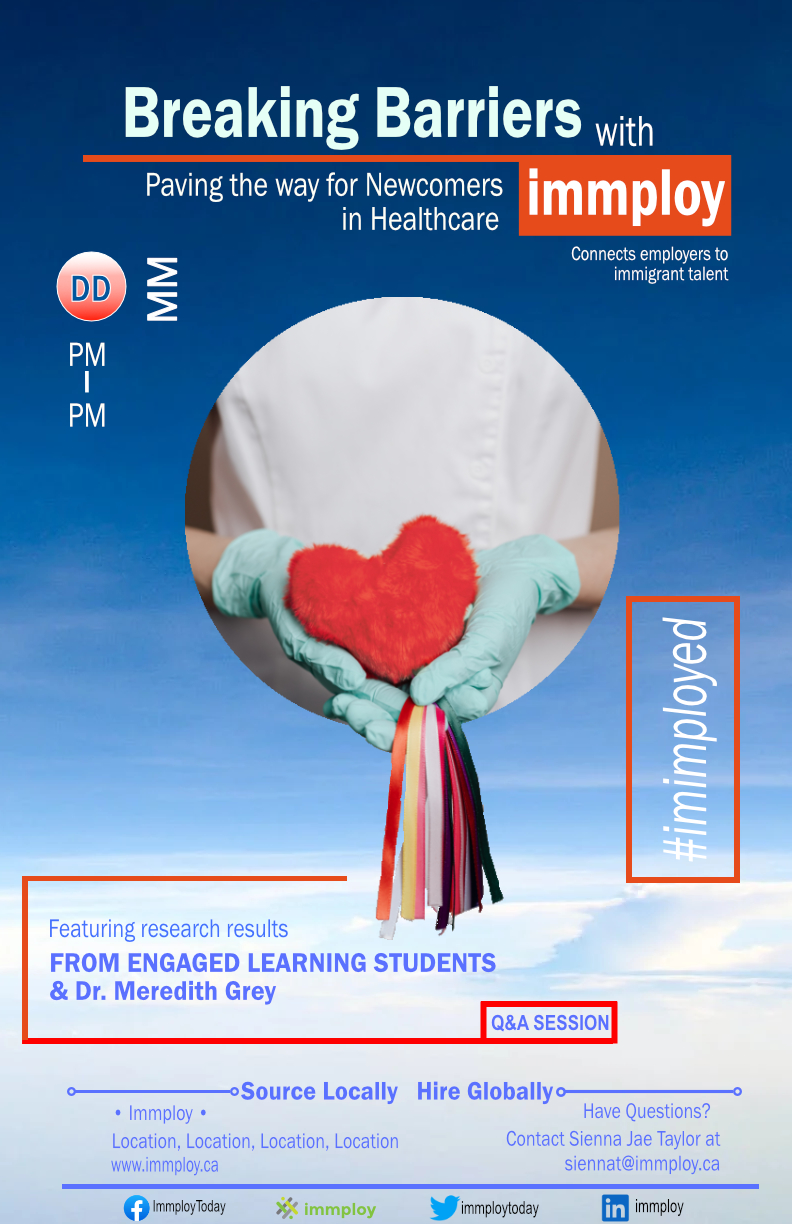 Breaking Barriers with
Paving the way for Newcomers
in Healthcare
immploy
Connects employers to
immigrant talent
DD
MM
PM
–
PM
#imimployed
Featuring research results
FROM ENGAGED LEARNING STUDENTS
& Dr. Meredith Grey
Q&A SESSION
Source Locally Hire Globally
• Immploy •
Location, Location, Location, Location
www.immploy.ca
Have Questions?
Contact Sienna Jae Taylor at
siennat@immploy.ca
ImmployToday
immploy
immploytoday
immploy